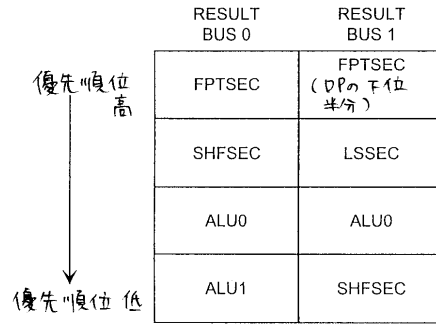 RESULT
BUS 0
RESULT
BUS 1
優先順位
高
FPTSEC
FPTSEC
(DPの下位
半分)
SHFSEC
LSSEC
ALU0
ALU0
ALU1
SHFSEC
優先順位 低